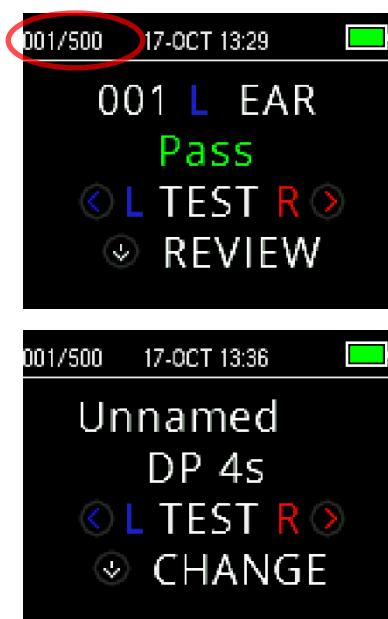 001/500 17-OCT 13:29
001 L EAR
Pass
L TEST R
REVIEW
001/500 17-OCT 13:36
Unnamed
DP 4s
L TEST R
CHANGE